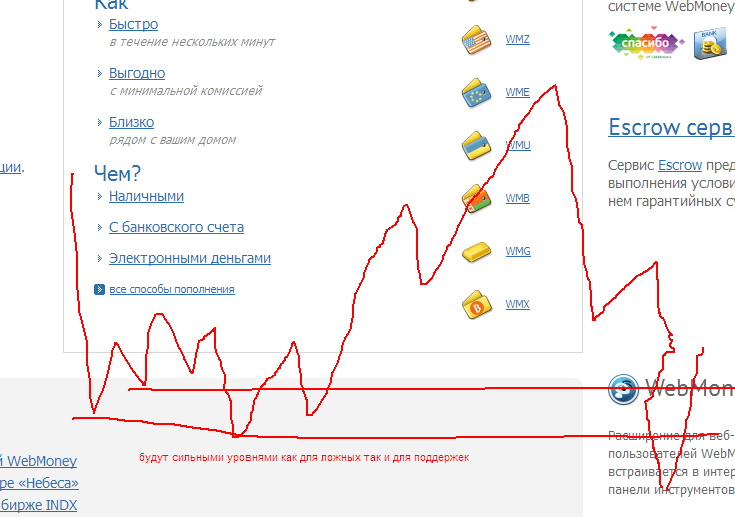 Как
Быстро
в течение нескольких минут
Выгодно
с минимальной комиссией
Близко
рядом с вашим домом
Чем?
Наличными
С банковского счета
Электронными деньгами
все способы пополнения
WMZ
WME
WMU
WMB
WMG
WMX
системе WebMoney
спасибо
BANK
Escrow серв
Сервис Escrow пред
выполнения услови
нем гарантийных су
ции.
й WebMoney
ре «Небеса»
бирже INDX
будут сильными уровнями как для ложных так и для поддержек
WebMon
Расширение для веб-
пользователей WebM
встраивается в интер
панели инструментов